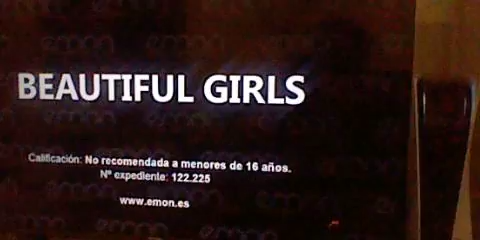 BEAUTIFUL GIRLS
Calificación: No recomendada a menores de 16 años.
Nº expediente: 122.225
www.emon.es